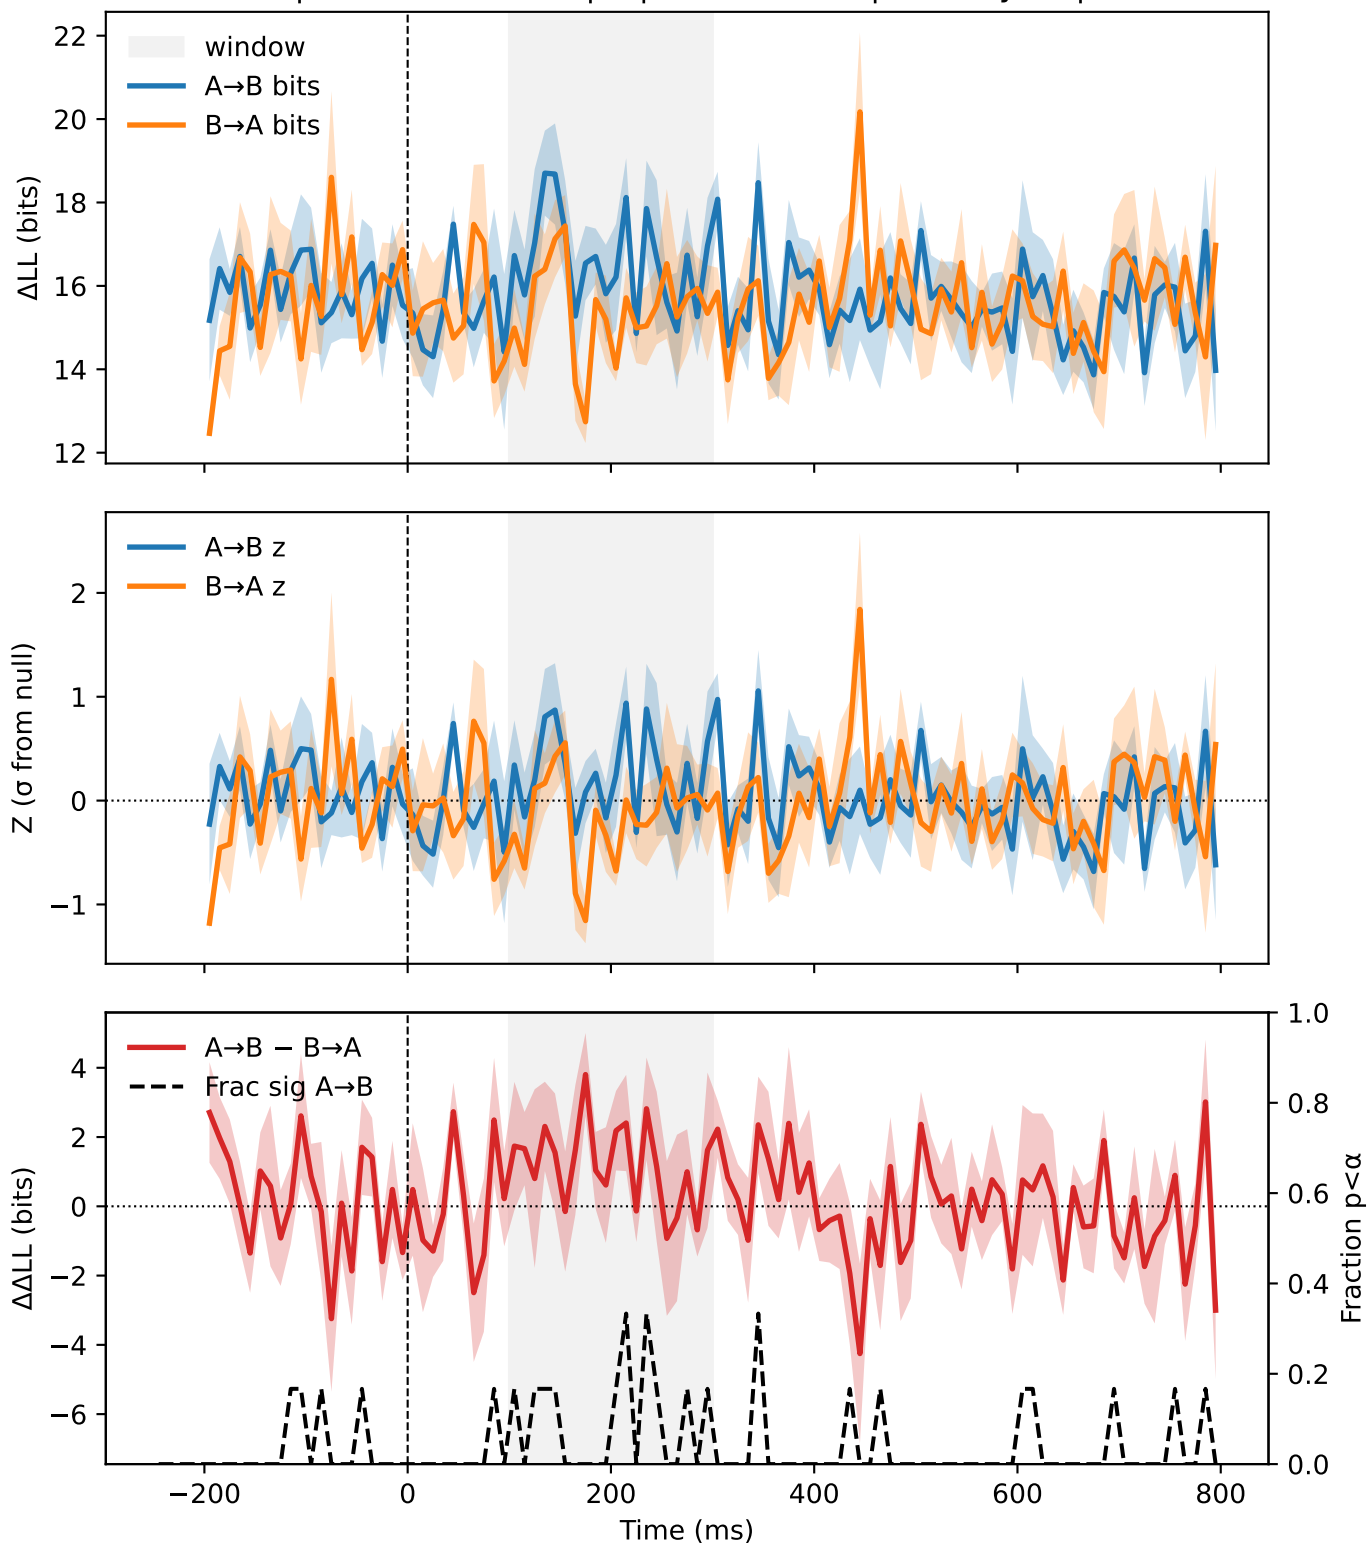 22
20
18
16
14
12
ΔLL (bits)
window
A→B bits
B→A bits
2
1
0
−1
Z (σ from null)
A→B z
B→A z
4
2
0
−2
−4
−6
ΔΔLL (bits)
A→B − B→A
Frac sig A→B
1.0
0.8
0.6
0.4
0.2
0.0
Fraction p<α
−200
0
200
400
600
800
Time (ms)